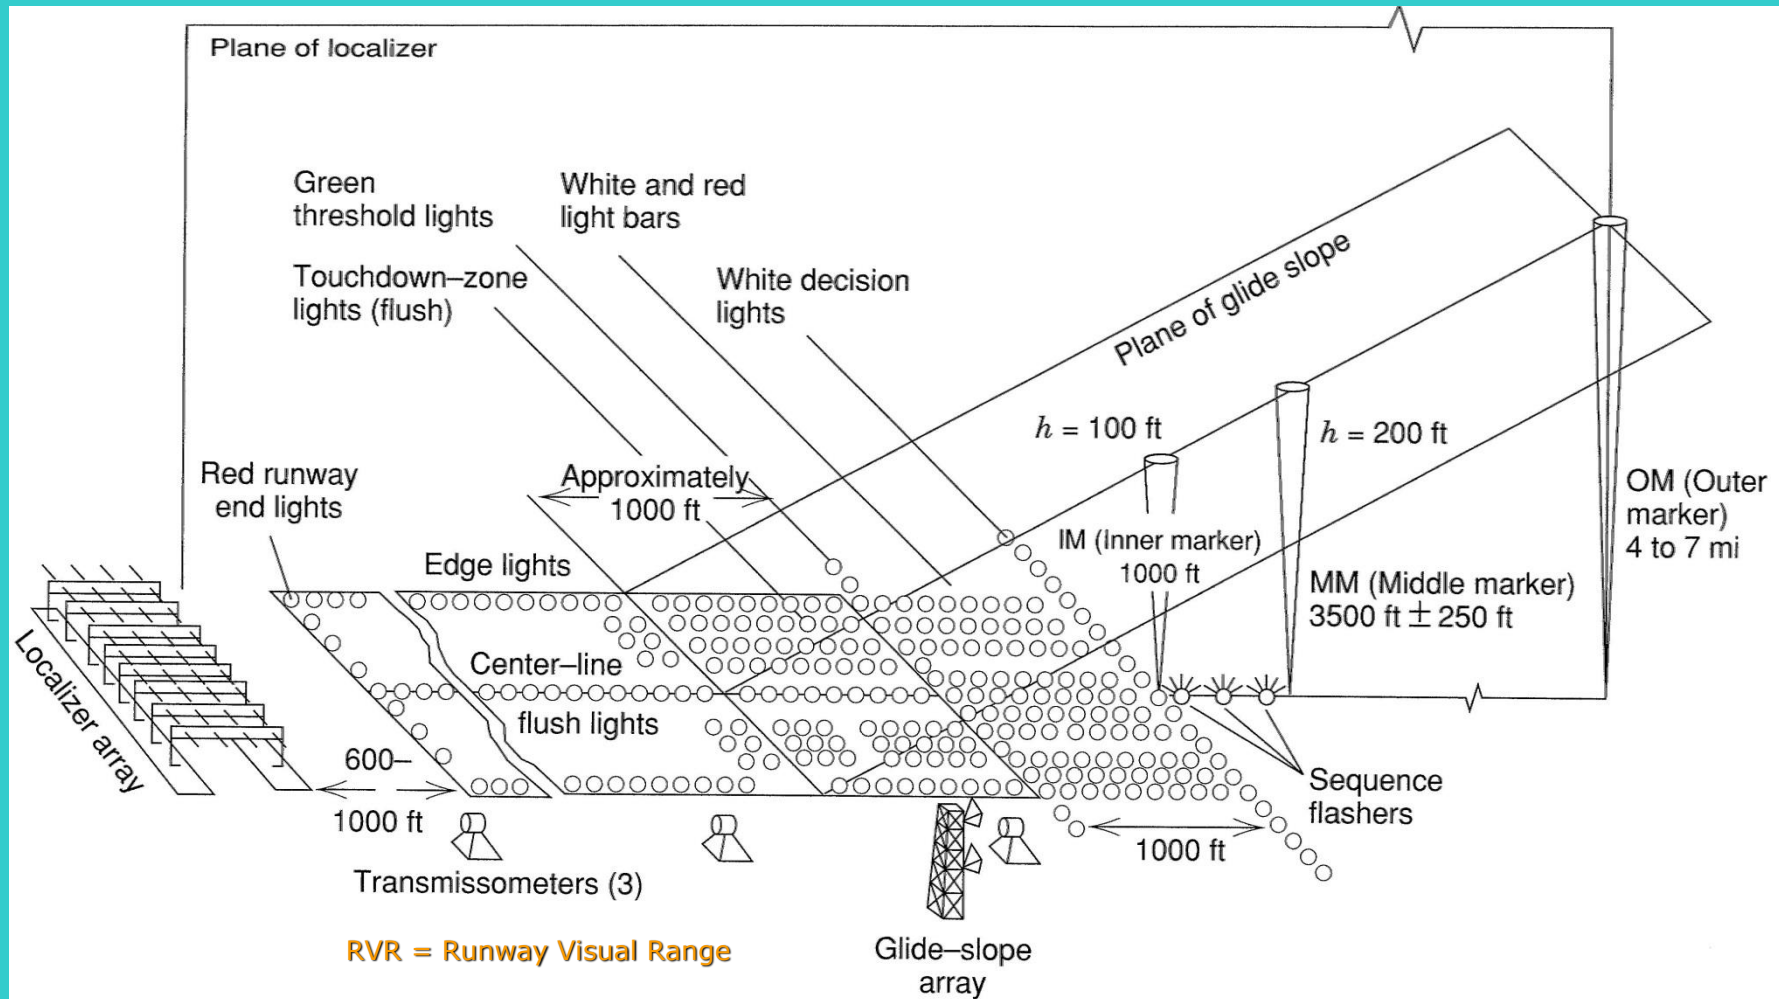 Plane of localizer
Green
threshold lights
White and red
light bars
Touchdown–zone
lights (flush)
White decision
lights
Plane of glide slope
h = 100 ft
h = 200 ft
Red runway
end lights
Approximately
1000 ft
OM (Outer
marker)
4 to 7 mi
IM (Inner marker)
1000 ft
Edge lights
MM (Middle marker)
3500 ft ± 250 ft
Localizer array
Center–line
flush lights
600–
1000 ft
Sequence
flashers
1000 ft
Transmissometers (3)
RVR = Runway Visual Range
Glide–slope
array